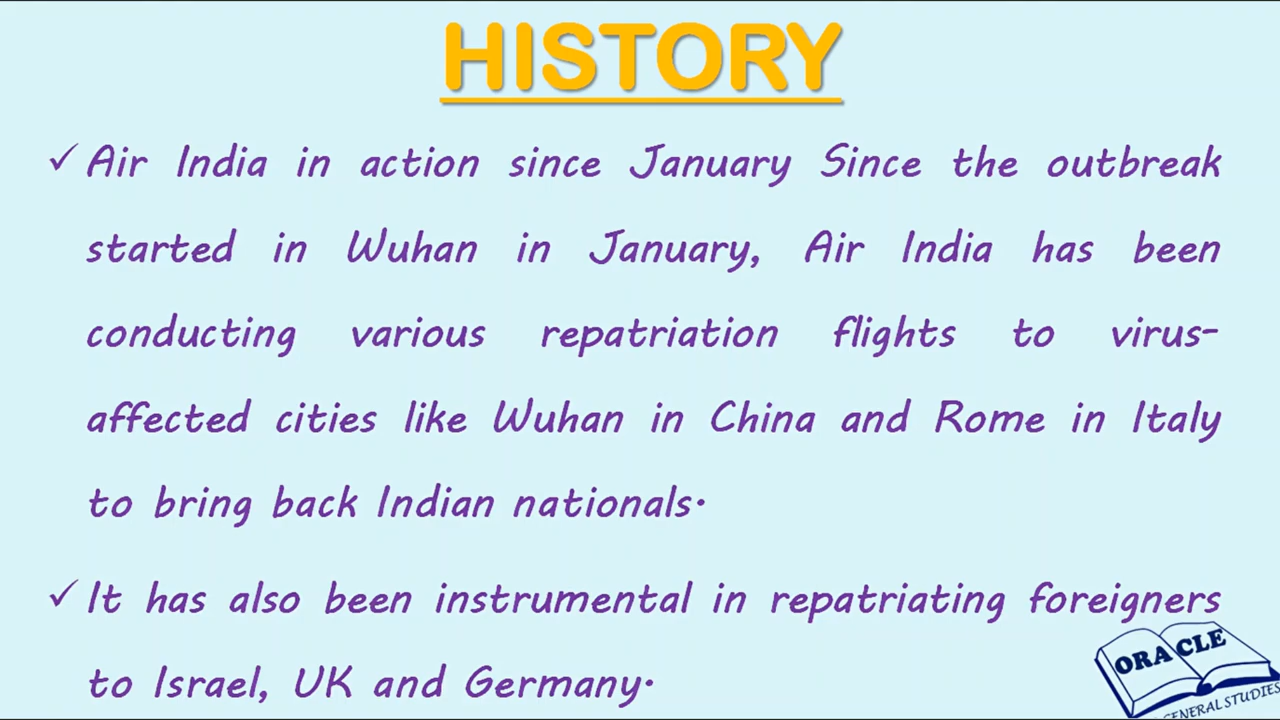 HISTORY
✓ Air India in action since January Since the outbreak
started in Wuhan in January, Air India has been
conducting various repatriation flights to virus-
affected cities like Wuhan in China and Rome in Italy
to bring back Indian nationals.
✓ It has also been instrumental in repatriating foreigners
to Israel, UK and Germany.
ORACLE
GENERAL STUDIES